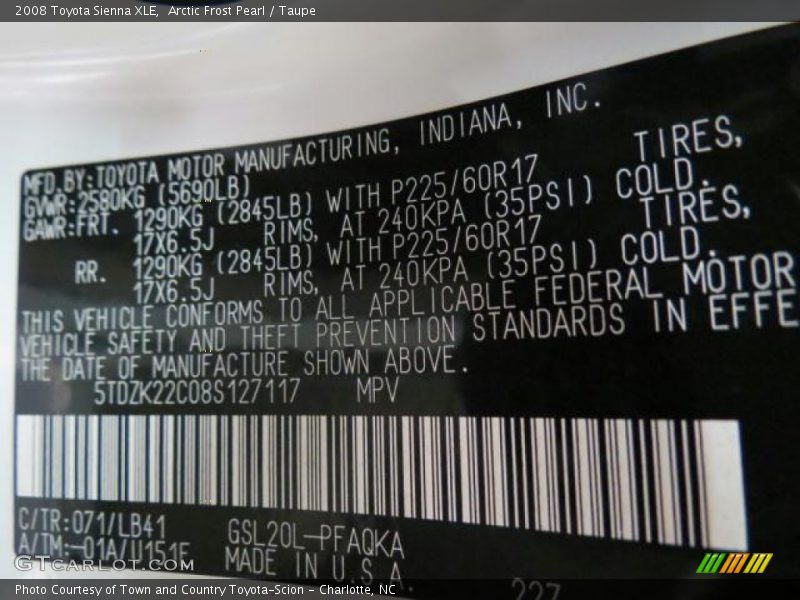 2008 Toyota Sienna XLE,  Arctic Frost Pearl / Taupe
MFD.BY:TOYOTA MOTOR MANUFACTURING, INDIANA, INC.
GVWR:2580KG (5690LB)
GAWR:FRT. 1290KG (2845LB) WITH P225/60R17 TIRES,
17X6.5J RIMS, AT 240KPA (35PSI) COLD.
RR. 1290KG (2845LB) WITH P225/60R17 TIRES,
17X6.5J RIMS, AT 240KPA (35PSI) COLD.
THIS VEHICLE CONFORMS TO ALL APPLICABLE FEDERAL MOTOR
VEHICLE SAFETY AND THEFT PREVENTION STANDARDS IN EFFE
THE DATE OF MANUFACTURE SHOWN ABOVE.
5TDZK22C08S127117 MPV
C/TR:071/LB41 GSL20L-PFAQKA
A/TM:-01A/U151F MADE IN U.S.A.
227
GTCARLOT.COM
Photo Courtesy of Town and Country Toyota-Scion - Charlotte, NC